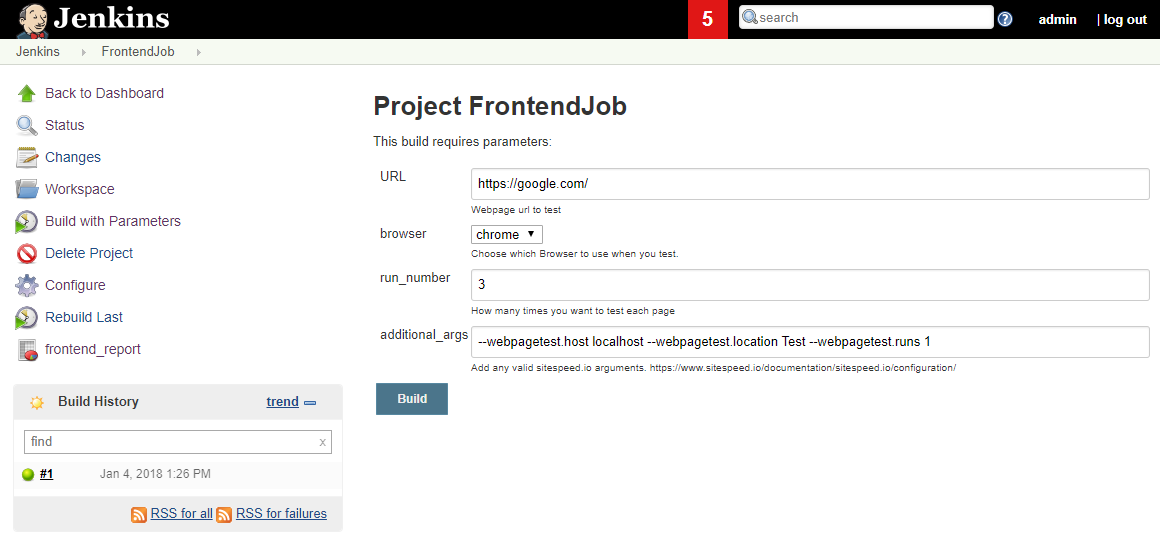 Jenkins
5
search
admin
| log out
Jenkins
FrontendJob
Back to Dashboard
Status
Changes
Workspace
Build with Parameters
Delete Project
Configure
Rebuild Last
frontend_report
Build History
trend
find
x
#1 Jan 4, 2018 1:26 PM
RSS for all RSS for failures
Project FrontendJob
This build requires parameters:
URL
https://google.com/
Webpage url to test
browser
chrome
Choose which Browser to use when you test.
run_number
3
How many times you want to test each page
additional_args
--webpagetest.host localhost --webpagetest.location Test --webpagetest.runs 1
Add any valid sitespeed.io arguments. https://www.sitespeed.io/documentation/sitespeed.io/configuration/
Build